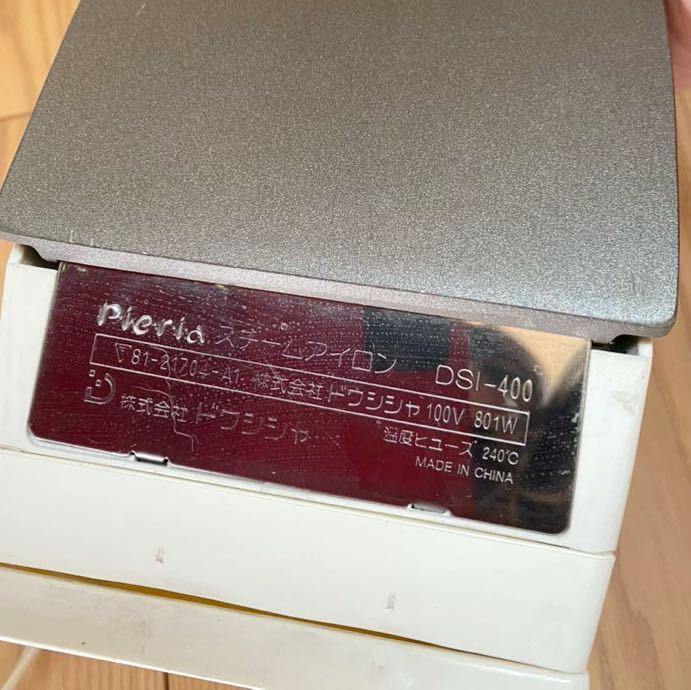 Pieria スチームアイロン DSI-400
▽81-21704-A1 株式会社ドウシシャ 100V 801W
株式会社ドウシシャ 温度ヒューズ 240℃
MADE IN CHINA